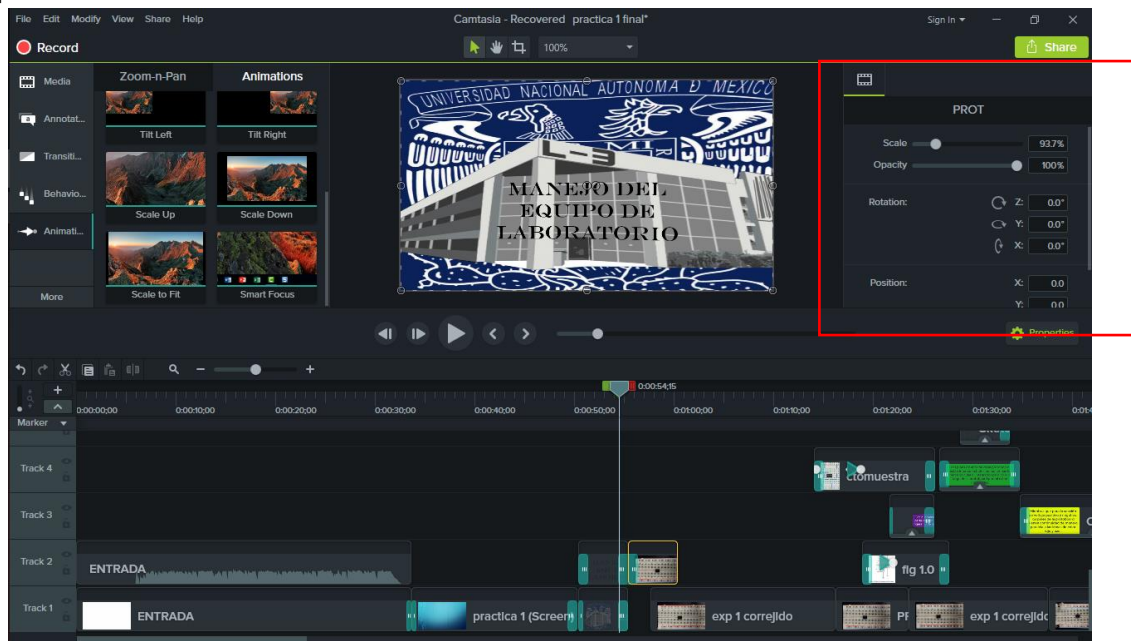 File Edit Modify View Share Help
Camtasia - Recovered practica 1 final*
Sign In
Record
100%
Share
Media
Annotat...
Transiti...
Behavio...
Animati...
More
Zoom-n-Pan
Animations
Tilt Left
Tilt Right
Scale Up
Scale Down
Scale to Fit
Smart Focus
UNIVERSIDAD NACIONAL AUTONOMA D MEXICO
L-3
MANEJO DEL
EQUIPO DE
LABORATORIO
PROT
Scale 93.7%
Opacity 100%
Rotation: Z: 0.0°
Y: 0.0°
X: 0.0°
Position: X: 0.0
Y: 0.0
Properties
0:00:54;15
0:00:00;00 0:00:10;00 0:00:20;00 0:00:30;00 0:00:40;00 0:00:50;00 0:01:00;00 0:01:10;00 0:01:20;00 0:01:30;00
Marker
Track 4
ctomuestra
Track 3
Track 2
ENTRADA
fig 1.0
Track 1
ENTRADA
practica 1 (Screen)
exp 1 correjido
exp 1 correjido